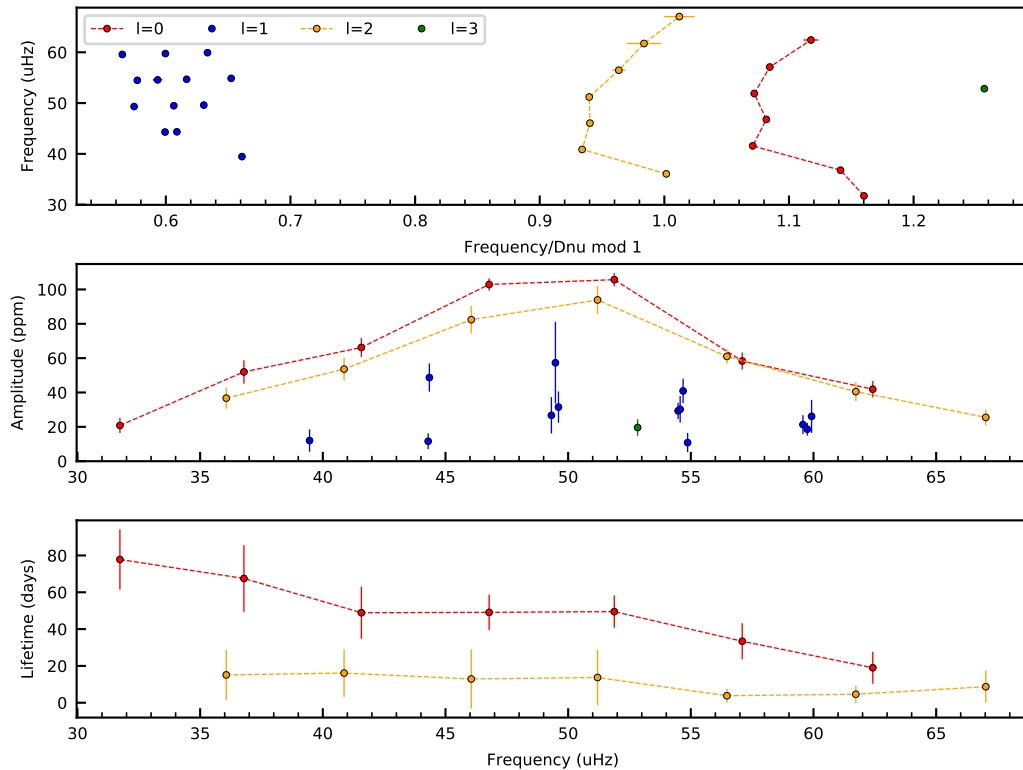 l=0 l=1 l=2 l=3
Frequency (uHz)
60
50
40
30
0.6 0.7 0.8 0.9 1.0 1.1 1.2
Frequency/Dnu mod 1
Amplitude (ppm)
100
80
60
40
20
0
30 35 40 45 50 55 60 65
Lifetime (days)
80
60
40
20
0
30 35 40 45 50 55 60 65
Frequency (uHz)